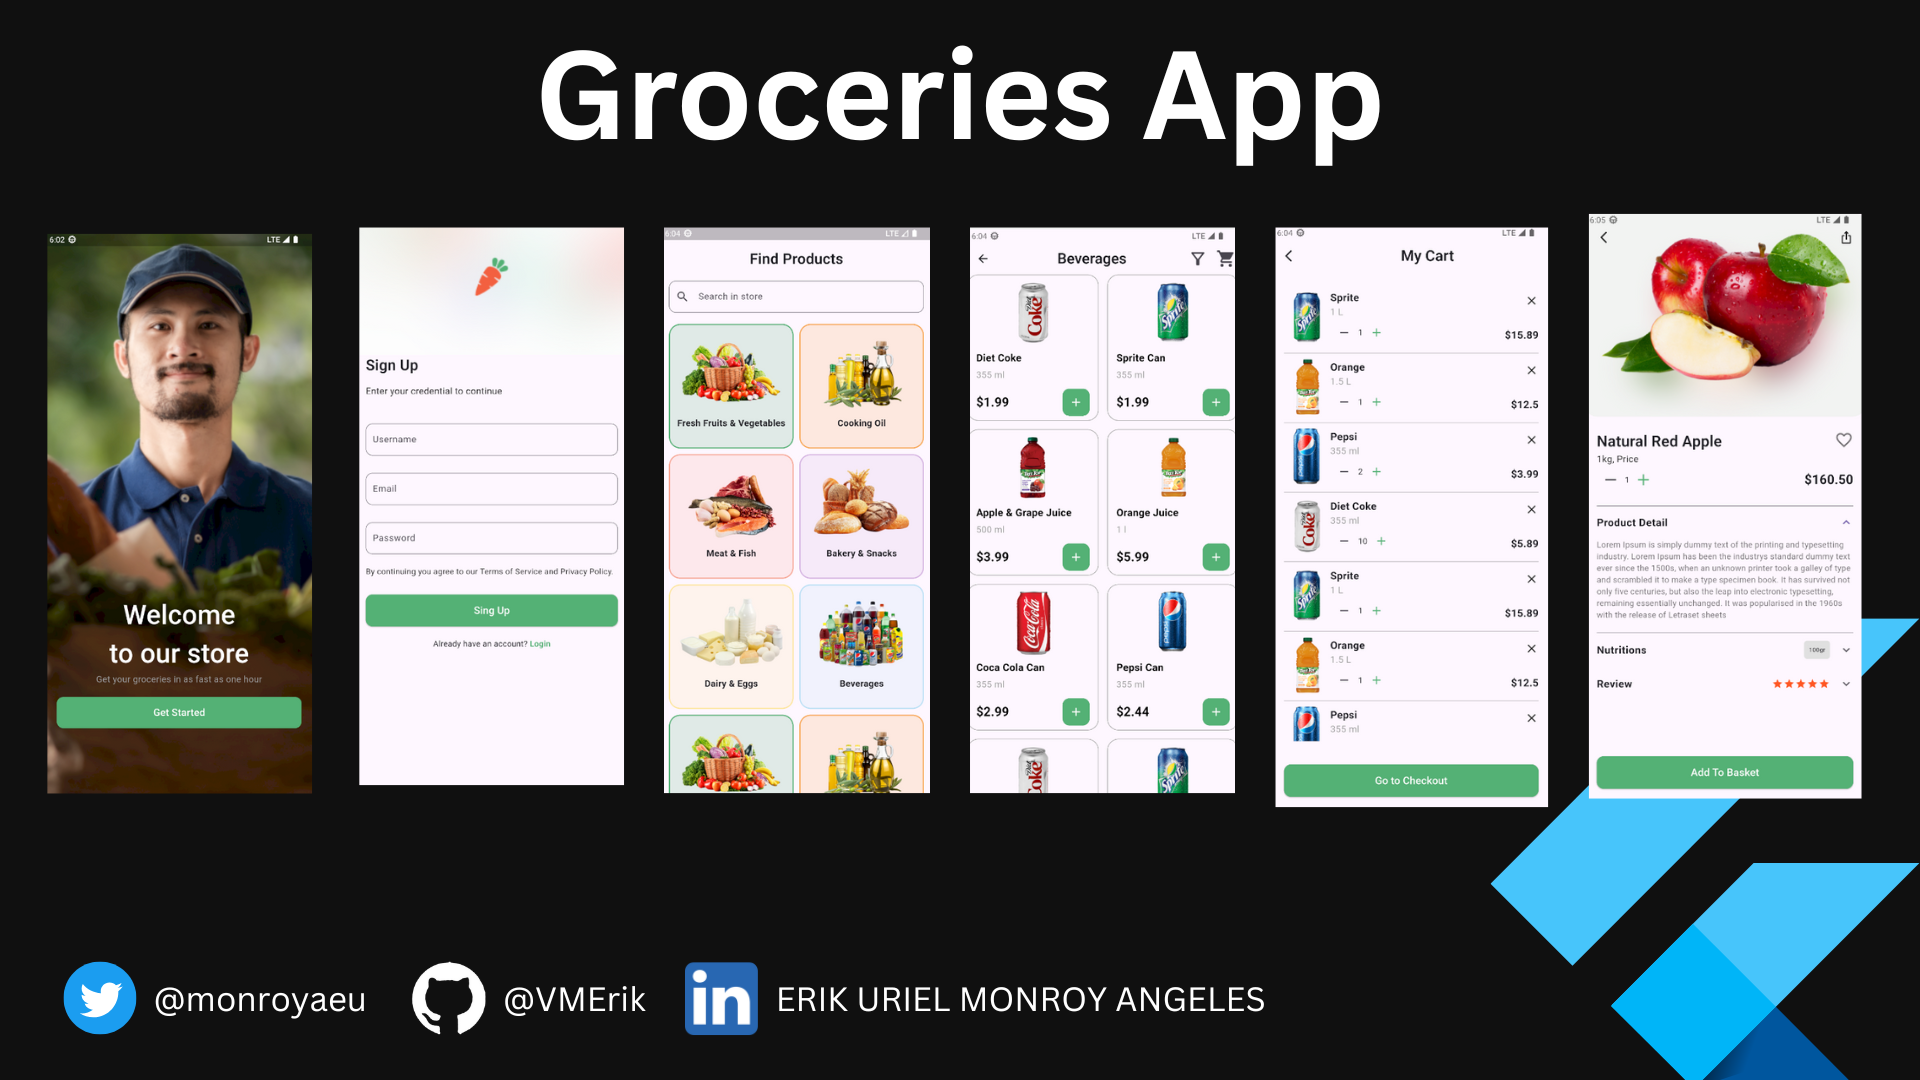 Groceries App
6:02
LTE
Welcome
to our store
Get your groceries in as fast as one hour
Get Started
Sign Up
Enter your credential to continue
Username
Email
Password
By continuing you agree to our Terms of Service and Privacy Policy.
Sing Up
Already have an account? Login
6:04
LTE
Find Products
Search in store
Fresh Fruits & Vegetables
Cooking Oil
Meat & Fish
Bakery & Snacks
Dairy & Eggs
Beverages
6:04
LTE
Beverages
Diet Coke
355 ml
$1.99
Sprite Can
355 ml
$1.99
Apple & Grape Juice
500 ml
$3.99
Orange Juice
1 l
$5.99
Coca Cola Can
355 ml
$2.99
Pepsi Can
355 ml
$2.44
6:04
LTE
My Cart
Sprite
1 L
1
$15.89
Orange
1.5 L
1
$12.5
Pepsi
355 ml
2
$3.99
Diet Coke
355 ml
10
$5.89
Sprite
1 L
1
$15.89
Orange
1.5 L
1
$12.5
Pepsi
355 ml
Go to Checkout
6:05
LTE
Natural Red Apple
1kg, Price
1
$160.50
Product Detail
Lorem Ipsum is simply dummy text of the printing and typesetting
industry. Lorem Ipsum has been the industrys standard dummy text
ever since the 1500s, when an unknown printer took a galley of type
and scrambled it to make a type specimen book. It has survived not
only five centuries, but also the leap into electronic typesetting,
remaining essentially unchanged. It was popularised in the 1960s
with the release of Letraset sheets
Nutritions
100gr
Review
Add To Basket
@monroyaeu
@VMErik
in
ERIK URIEL MONROY ANGELES